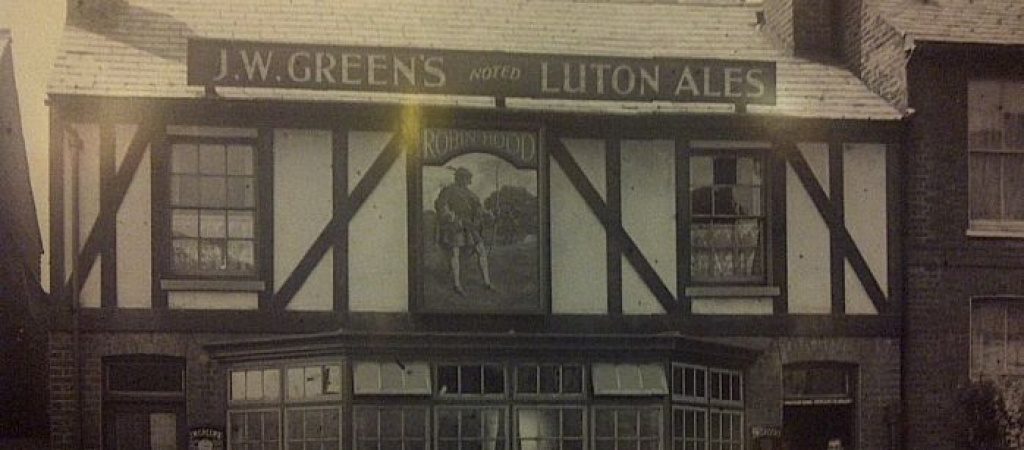 J.W. GREEN'S NOTED LUTON ALES
ROBIN HOOD